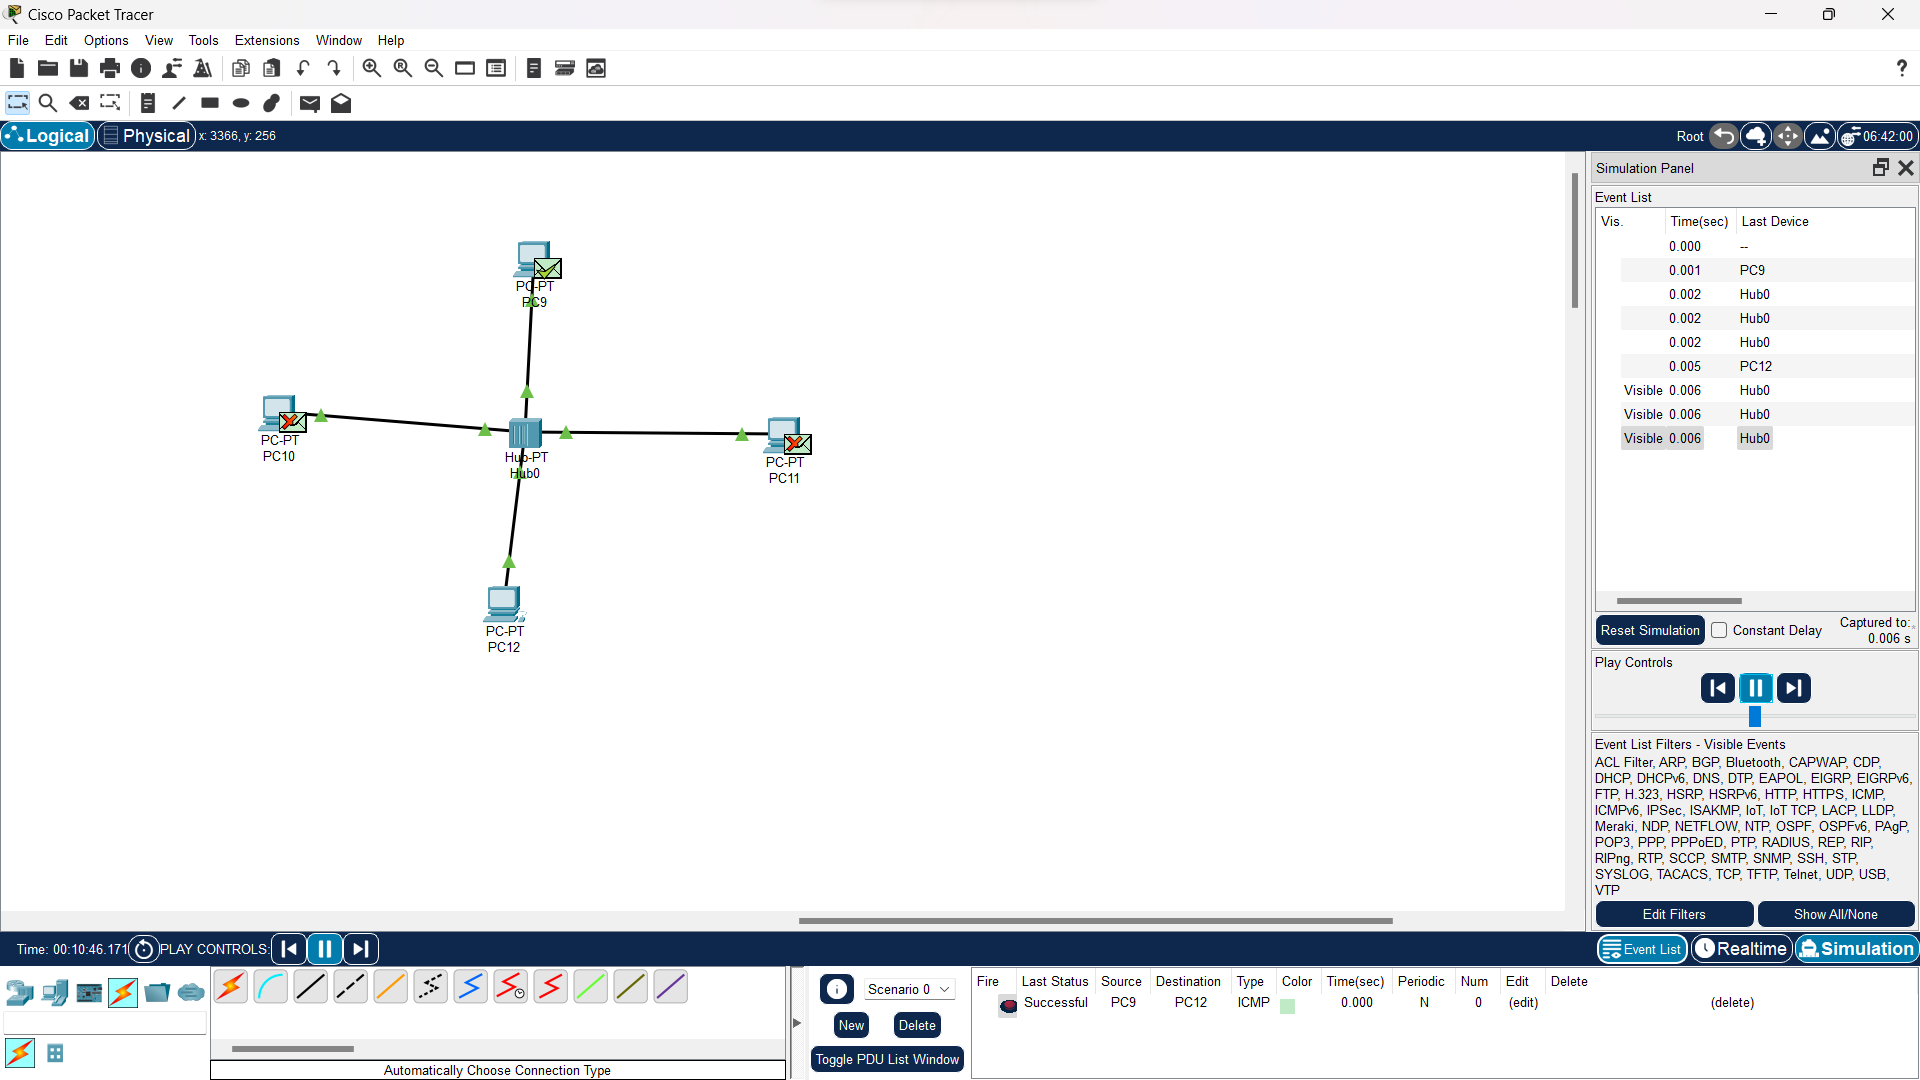 Cisco Packet Tracer
File Edit Options View Tools Extensions Window Help
?
Logical Physical x: 3366, y: 256 Root 06:42:00
Simulation Panel
Event List
Vis. Time(sec) Last Device
0.000 --
0.001 PC9
0.002 Hub0
0.002 Hub0
0.002 Hub0
0.005 PC12
Visible 0.006 Hub0
Visible 0.006 Hub0
Visible 0.006 Hub0
PC-PT
PC9
PC-PT
PC10
Hub-PT
Hub0
PC-PT
PC11
PC-PT
PC12
Reset Simulation Constant Delay Captured to:
0.006 s
Play Controls
Event List Filters - Visible Events
ACL Filter, ARP, BGP, Bluetooth, CAPWAP, CDP,
DHCP, DHCPv6, DNS, DTP, EAPOL, EIGRP, EIGRPv6,
FTP, H.323, HSRP, HSRPv6, HTTP, HTTPS, ICMP,
ICMPv6, IPSec, ISAKMP, IoT, IoT TCP, LACP, LLDP,
Meraki, NDP, NETFLOW, NTP, OSPF, OSPFv6, PAgP,
POP3, PPP, PPPoED, PTP, RADIUS, REP, RIP,
RIPng, RTP, SCCP, SMTP, SNMP, SSH, STP,
SYSLOG, TACACS, TCP, TFTP, Telnet, UDP, USB,
VTP
Edit Filters Show All/None
Time: 00:10:46.171 PLAY CONTROLS: Event List Realtime Simulation
Scenario 0
New Delete
Toggle PDU List Window
Fire Last Status Source Destination Type Color Time(sec) Periodic Num Edit Delete
Successful PC9 PC12 ICMP 0.000 N 0 (edit) (delete)
Automatically Choose Connection Type